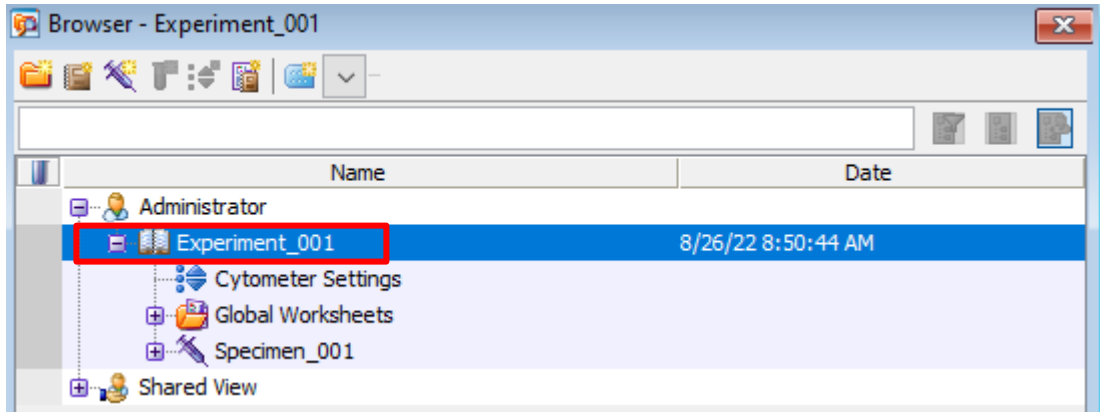 Browser - Experiment_001
Name Date
Administrator
Experiment_001 8/26/22 8:50:44 AM
Cytometer Settings
Global Worksheets
Specimen_001
Shared View